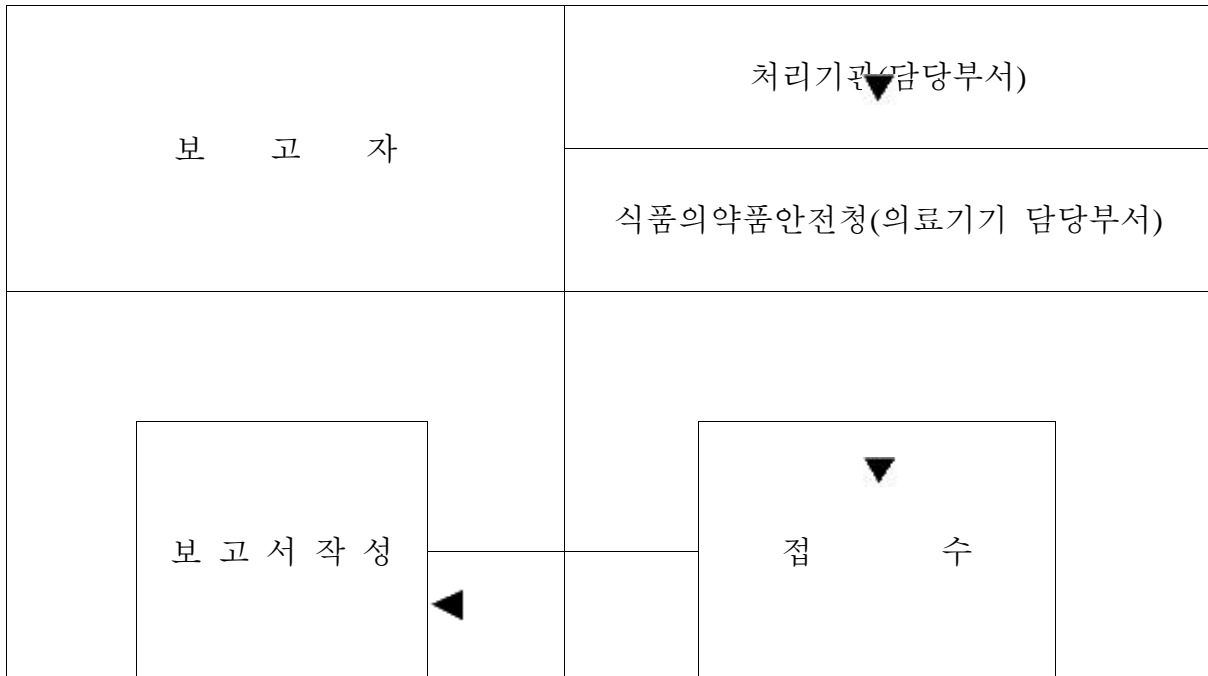 처리기관(담당부서)
보 고 자
식품의약품안전청(의료기기 담당부서)
보 고 서 작 성
접 수